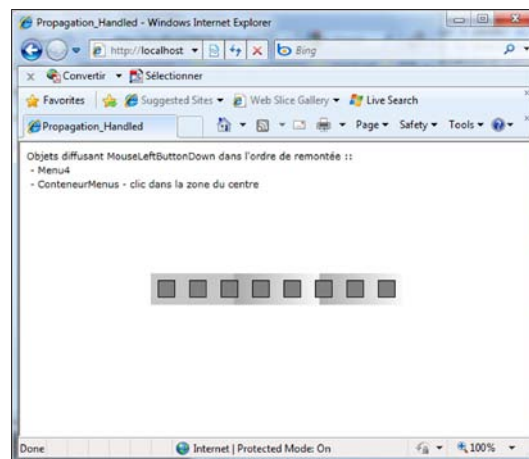 Propagation_Handled - Windows Internet Explorer
http://localhost
Bing
x Convertir Sélectionner
Favorites Suggested Sites Web Slice Gallery Live Search
Propagation_Handled Page Safety Tools
Objets diffusant MouseLeftButtonDown dans l'ordre de remontée ::
- Menu4
- ConteneurMenus - clic dans la zone du centre
Done Internet | Protected Mode: On 100%